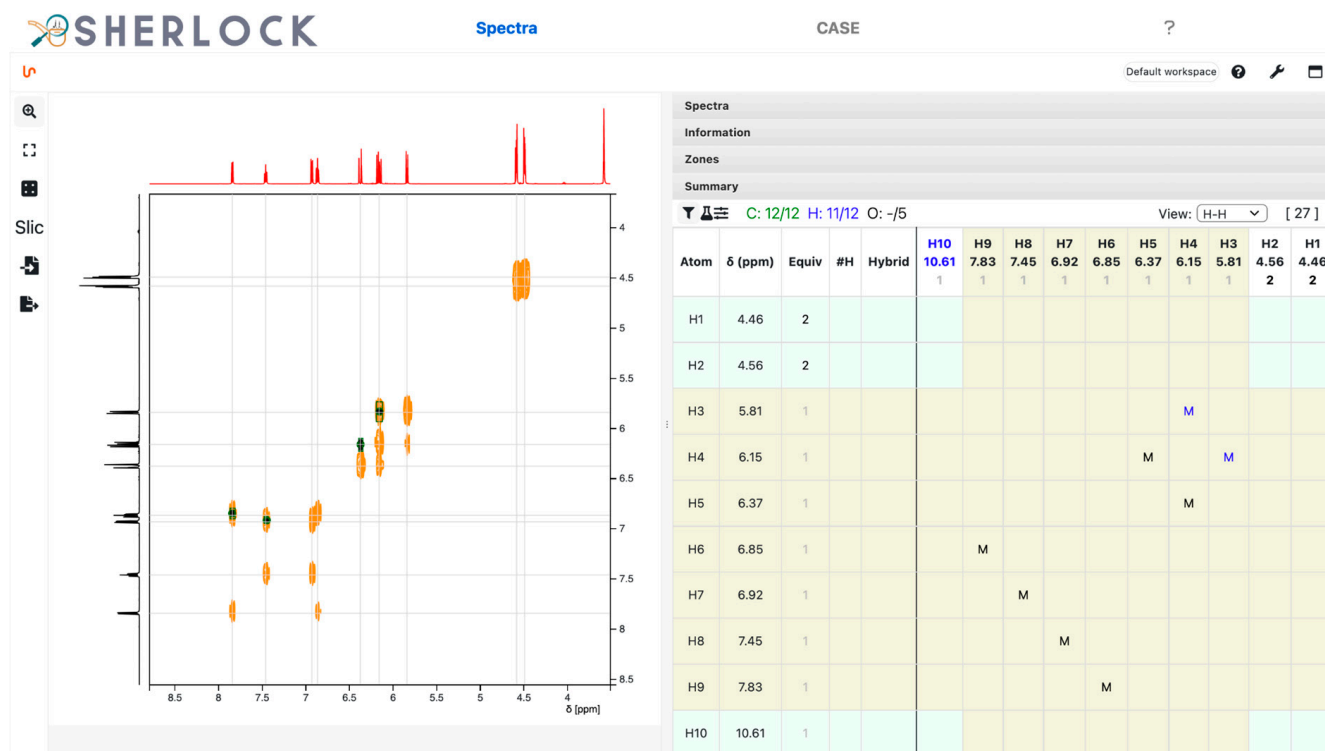 SHERLOCK Spectra CASE ?
Default workspace
Slic
4
4.5
5
5.5
6
6.5
7
7.5
8
8.5
8.5 8 7.5 7 6.5 6 5.5 5 4.5 4
δ [ppm]
Spectra
Information
Zones
Summary
C: 12/12 H: 11/12 O: -/5 View: H-H [ 27 ]
Atom δ (ppm) Equiv #H Hybrid H10 10.61 1 H9 7.83 1 H8 7.45 1 H7 6.92 1 H6 6.85 1 H5 6.37 1 H4 6.15 1 H3 5.81 1 H2 4.56 2 H1 4.46 2
H1 4.46 2
H2 4.56 2
H3 5.81 1 M
H4 6.15 1 M M
H5 6.37 1 M
H6 6.85 1 M
H7 6.92 1 M
H8 7.45 1 M
H9 7.83 1 M
H10 10.61 1